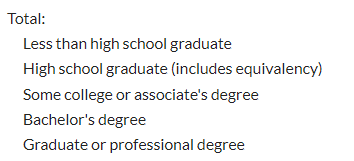 Total:
Less than high school graduate
High school graduate (includes equivalency)
Some college or associate's degree
Bachelor's degree
Graduate or professional degree